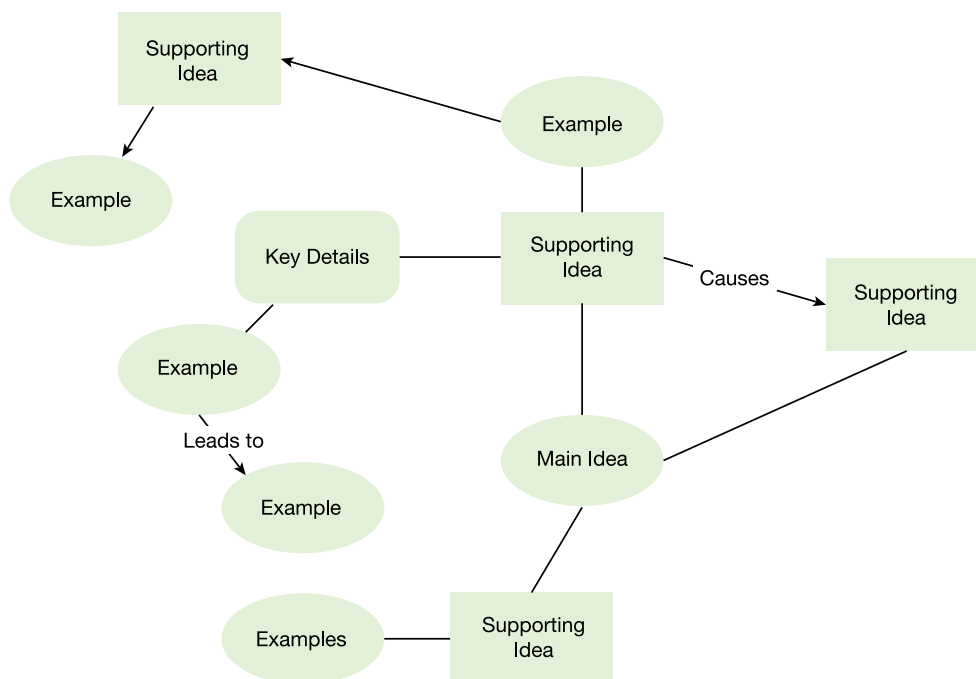 Supporting
Idea
Example
Example
Key Details
Supporting
Idea
Causes
Supporting
Idea
Example
Leads to
Main Idea
Example
Examples
Supporting
Idea